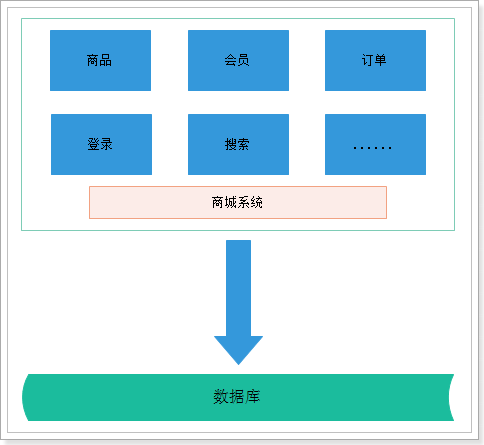 商品
会员
订单
登录
搜索
......
商城系统
数据库